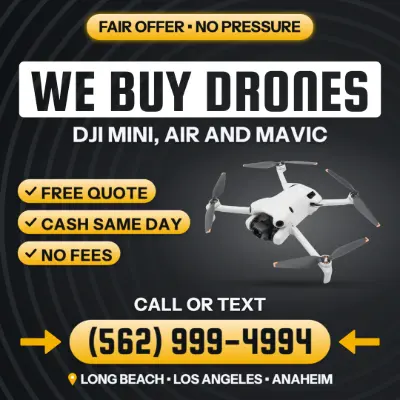 FAIR OFFER • NO PRESSURE
WE BUY DRONES
DJI MINI, AIR AND MAVIC
FREE QUOTE
CASH SAME DAY
NO FEES
CALL OR TEXT
(562) 999-4994
LONG BEACH • LOS ANGELES • ANAHEIM